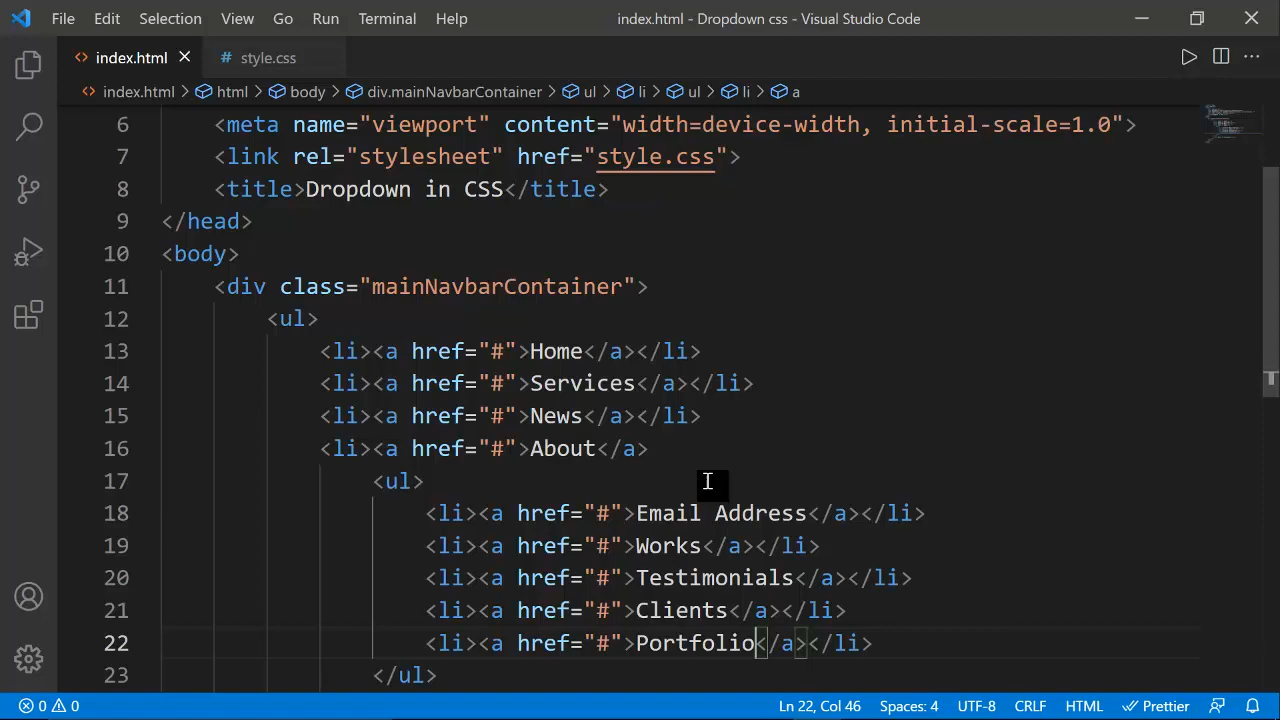 File Edit Selection View Go Run Terminal Help index.html - Dropdown css - Visual Studio Code
index.html # style.css
index.html > html > body > div.mainNavbarContainer > ul > li > ul > li > a
6 <meta name="viewport" content="width=device-width, initial-scale=1.0">
7 <link rel="stylesheet" href="style.css">
8 <title>Dropdown in CSS</title>
9 </head>
10 <body>
11 <div class="mainNavbarContainer">
12 <ul>
13 <li><a href="#">Home</a></li>
14 <li><a href="#">Services</a></li>
15 <li><a href="#">News</a></li>
16 <li><a href="#">About</a>
17 <ul>
18 <li><a href="#">Email Address</a></li>
19 <li><a href="#">Works</a></li>
20 <li><a href="#">Testimonials</a></li>
21 <li><a href="#">Clients</a></li>
22 <li><a href="#">Portfolio</a></li>
23 </ul>
0 0 Ln 22, Col 46 Spaces: 4 UTF-8 CRLF HTML Prettier